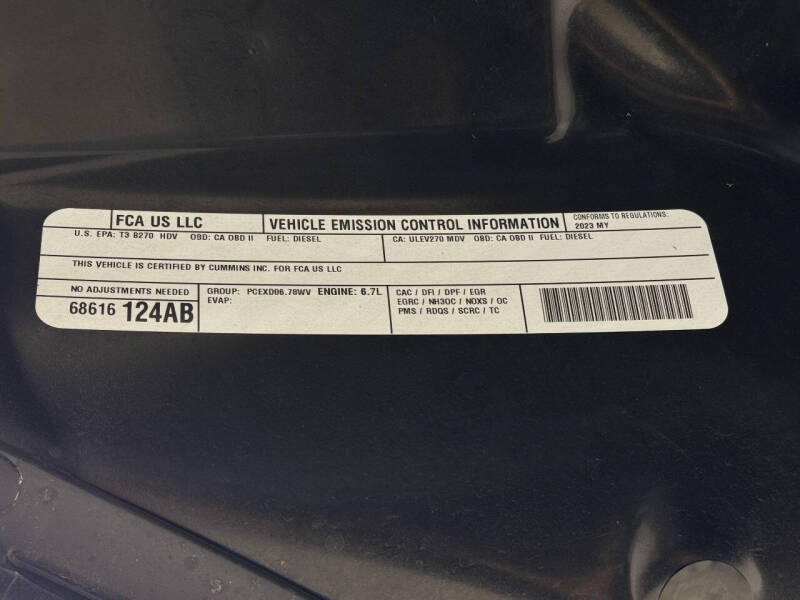 FCA US LLC
VEHICLE EMISSION CONTROL INFORMATION
CONFORMS TO REGULATIONS:
2023 MY
U.S. EPA: T3 B270 HDV OBD: CA OBD II FUEL: DIESEL
CA: ULEV270 MDV OBD: CA OBD II FUEL: DIESEL
THIS VEHICLE IS CERTIFIED BY CUMMINS INC. FOR FCA US LLC
NO ADJUSTMENTS NEEDED
68616 124AB
GROUP: PCEXD06.78WV ENGINE: 6.7L
EVAP:
CAC / DFI / DPF / EGR
EGRC / NH3OC / NOXS / OC
PMS / RDQS / SCRC / TC